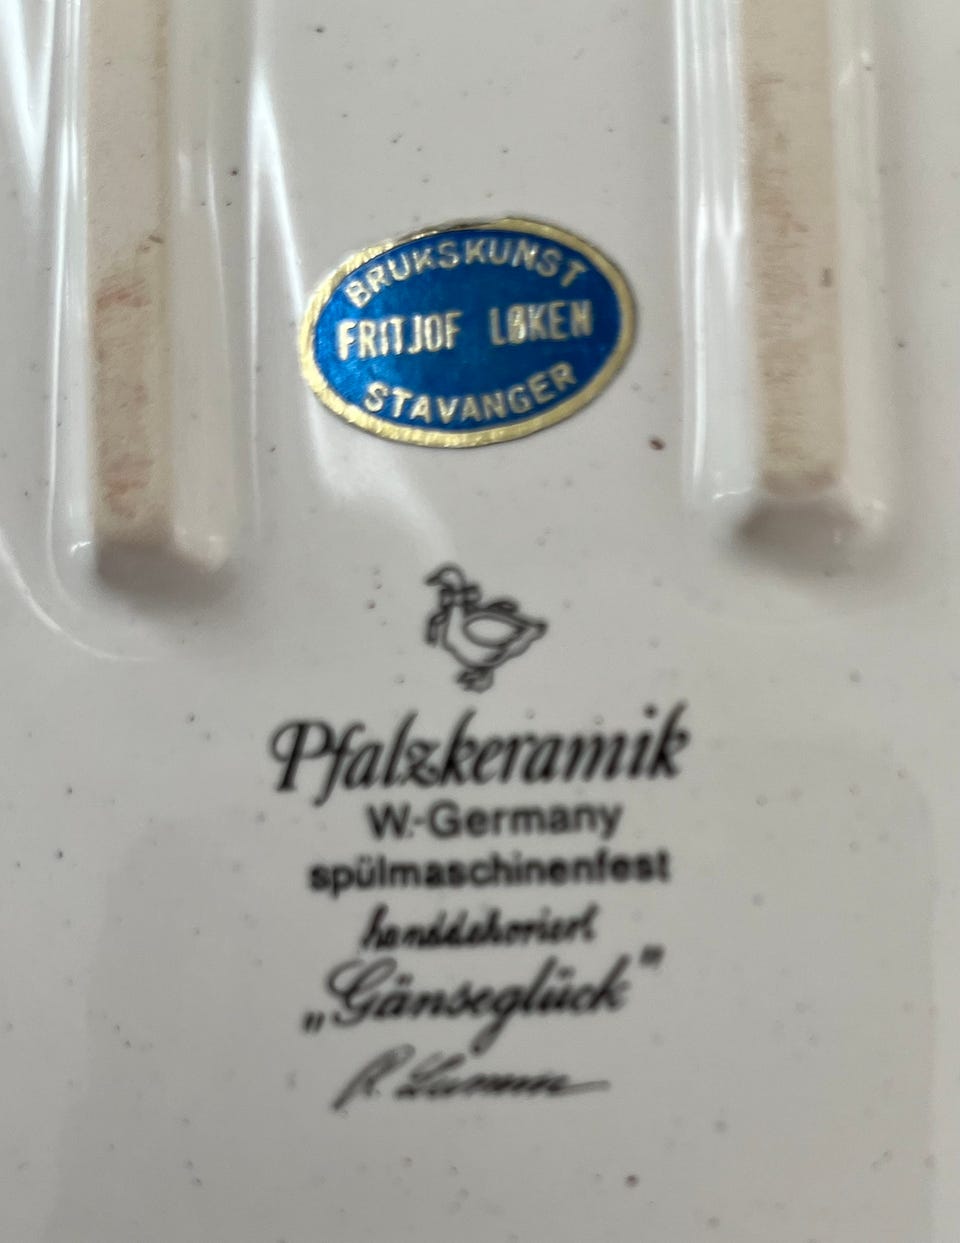 BRUKSKUNST
FRITJOF LØKEN
STAVANGER
Pfalzkeramik
W.-Germany
spülmaschinenfest
handdekoriert
„Gänseglück”
R.